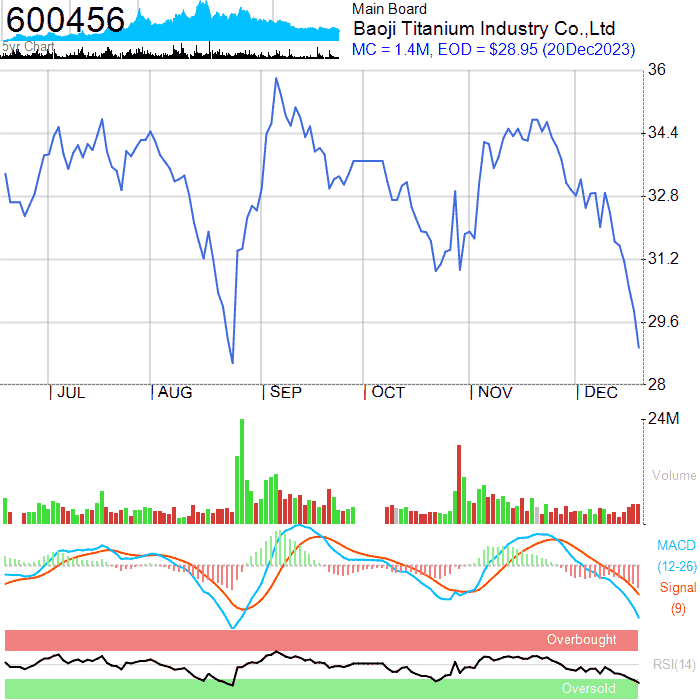 600456
5yr Chart
Main Board
Baoji Titanium Industry Co.,Ltd
MC = 1.4M, EOD = $28.95 (20Dec2023)
36
34.4
32.8
31.2
29.6
28
JUL AUG SEP OCT NOV DEC
24M
Volume
MACD
(12-26)
Signal
(9)
Overbought
RSI(14)
Oversold